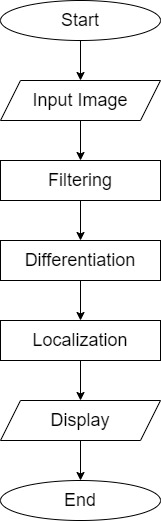 Start
Input Image
Filtering
Differentiation
Localization
Display
End